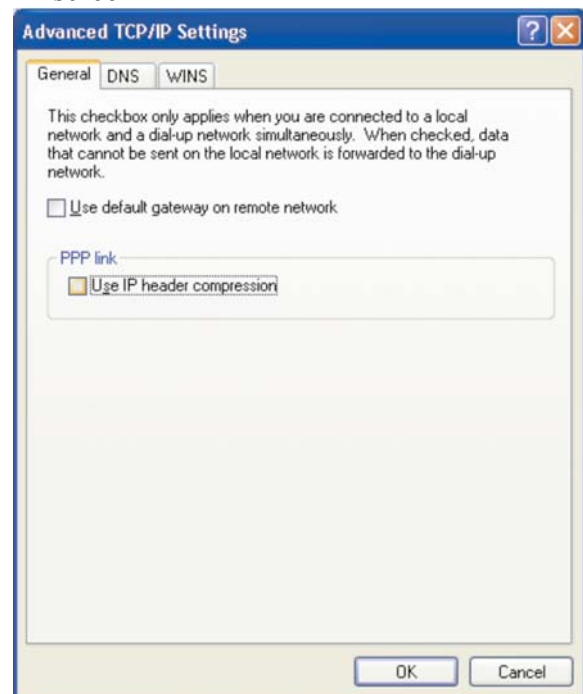 Advanced TCP/IP Settings
General DNS WINS
This checkbox only applies when you are connected to a local
network and a dial-up network simultaneously. When checked, data
that cannot be sent on the local network is forwarded to the dial-up
network.
Use default gateway on remote network
PPP link
Use IP header compression
OK Cancel